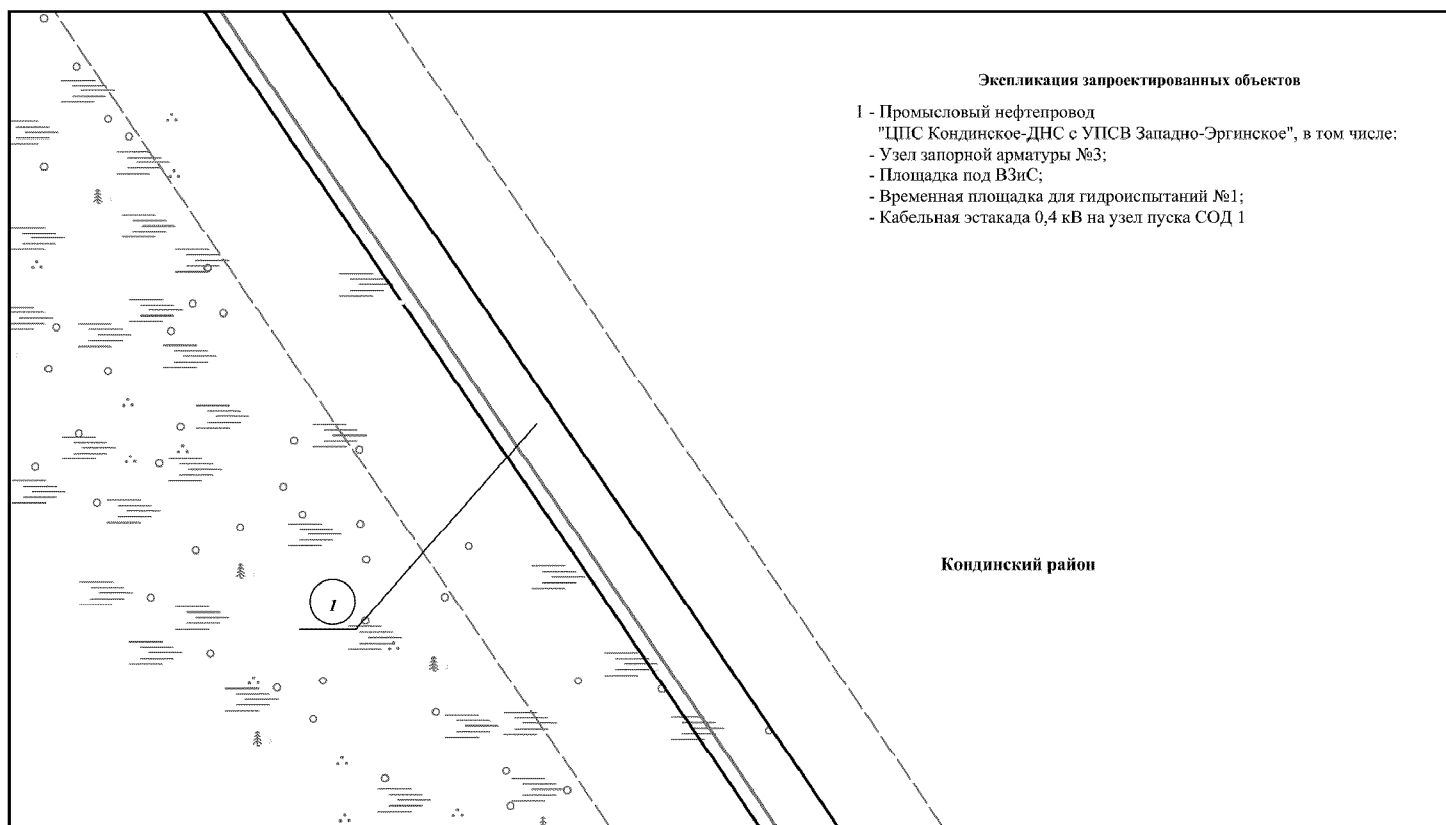 Экспликация запроектированных объектов
1 - Промысловый нефтепровод
"ЦПС Кондинское-ДНС с УПСВ Западно-Эргинское", в том числе:
- Узел запорной арматуры №3;
- Площадка под ВЗиС;
- Временная площадка для гидроиспытаний №1;
- Кабельная эстакада 0,4 кВ на узел пуска СОД 1
Кондинский район
1